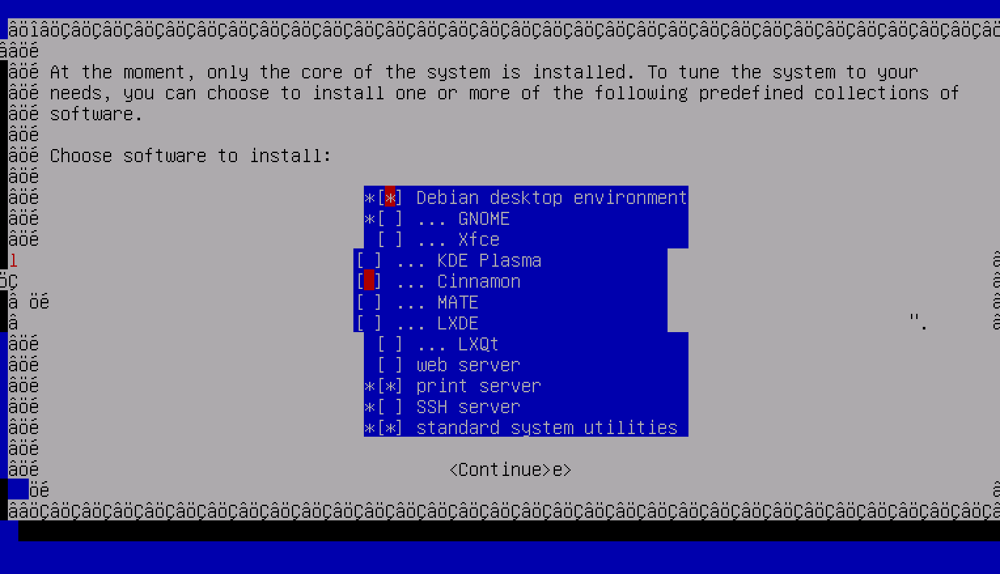 âöìâöÇâöÇâöÇâöÇâöÇâöÇâöÇâöÇâöÇâöÇâöÇâöÇâöÇâöÇâöÇâöÇâöÇâöÇâöÇâöÇâöÇâöÇâöÇâöÇâöÇâöÇâöÇâöÇâöÇâöÇâö
ââöé
âöé At the moment, only the core of the system is installed. To tune the system to your
âöé needs, you can choose to install one or more of the following predefined collections of
âöé software.
âöé
âöé Choose software to install:
âöé
âöé *[*] Debian desktop environment
âöé *[ ] ... GNOME
âöé [ ] ... Xfce
l [ ] ... KDE Plasma â
öÇ [ ] ... Cinnamon â
â öé [ ] ... MATE â
â [ ] ... LXDE ". â
âöé [ ] ... LXQt
âöé [ ] web server
âöé *[*] print server
âöé *[ ] SSH server
âöé *[*] standard system utilities
âöé
âöé <Continue>e>
öé â
ââöÇâöÇâöÇâöÇâöÇâöÇâöÇâöÇâöÇâöÇâöÇâöÇâöÇâöÇâöÇâöÇâöÇâöÇâöÇâöÇâöÇâöÇâöÇâöÇâöÇâöÇâöÇâöÇâöÇâöÇâöÇâ